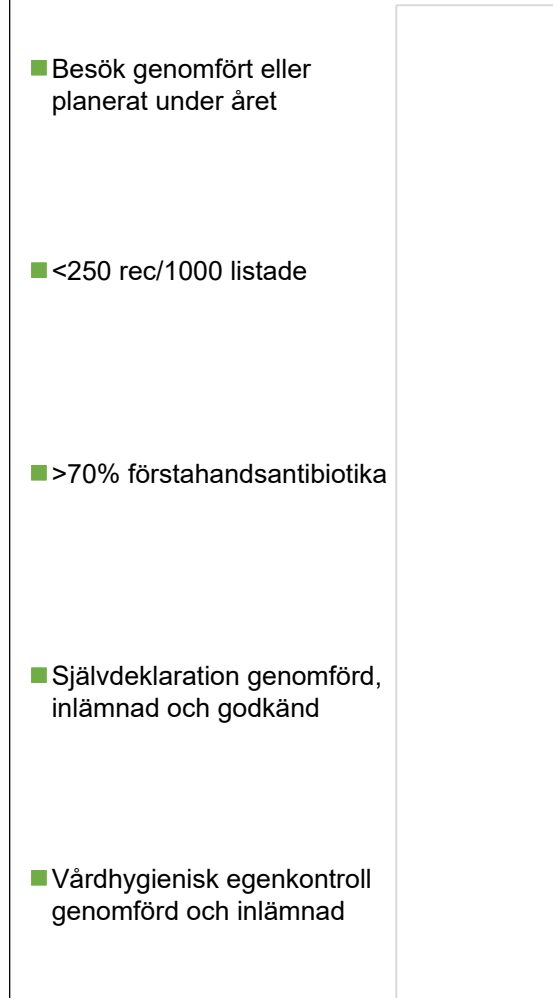 Besök genomfört eller
planerat under året
<250 rec/1000 listade
>70% förstahandsantibiotika
Självdeklaration genomförd,
inlämnad och godkänd
Vårdhygienisk egenkontroll
genomförd och inlämnad